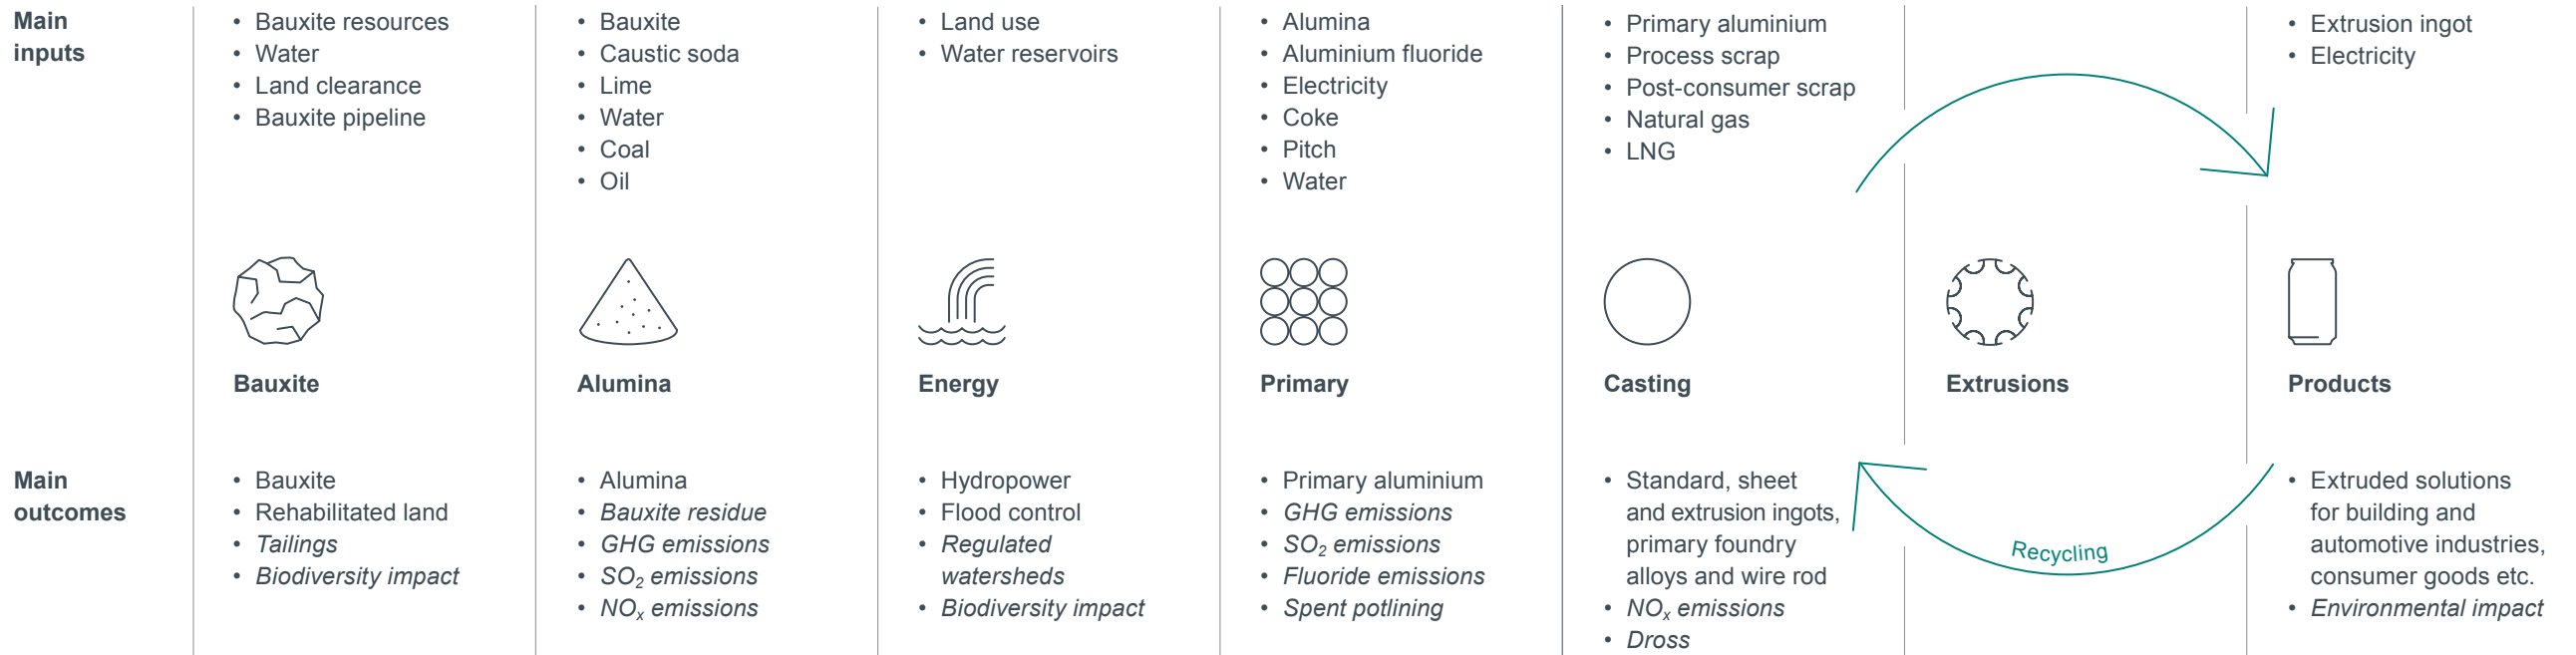 Main
inputs
• Bauxite resources
• Water
• Land clearance
• Bauxite pipeline
• Bauxite
• Caustic soda
• Lime
• Water
• Coal
• Oil
• Land use
• Water reservoirs
• Alumina
• Aluminium fluoride
• Electricity
• Coke
• Pitch
• Water
• Primary aluminium
• Process scrap
• Post-consumer scrap
• Natural gas
• LNG
• Extrusion ingot
• Electricity
Bauxite
Alumina
Energy
Primary
Casting
Extrusions
Products
Main
outcomes
• Bauxite
• Rehabilitated land
• Tailings
• Biodiversity impact
• Alumina
• Bauxite residue
• GHG emissions
• SO2 emissions
• NOx emissions
• Hydropower
• Flood control
• Regulated
watersheds
• Biodiversity impact
• Primary aluminium
• GHG emissions
• SO2 emissions
• Fluoride emissions
• Spent potlining
• Standard, sheet
and extrusion ingots,
primary foundry
alloys and wire rod
• NOx emissions
• Dross
Recycling
• Extruded solutions
for building and
automotive industries,
consumer goods etc.
• Environmental impact